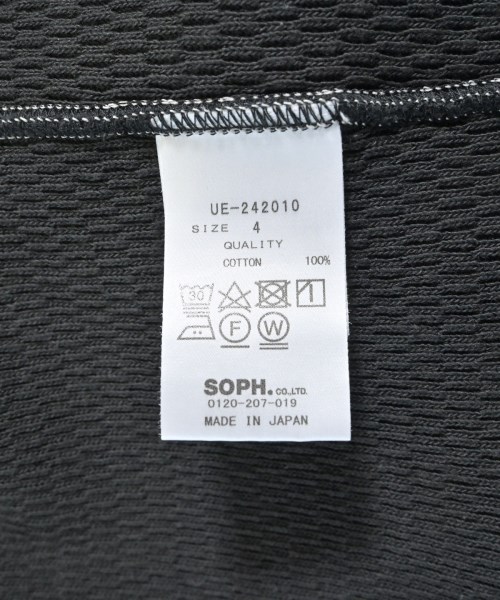 UE-242010
SIZE 4
QUALITY
COTTON 100%
30
F W
SOPH. CO.,LTD.
0120-207-019
MADE IN JAPAN